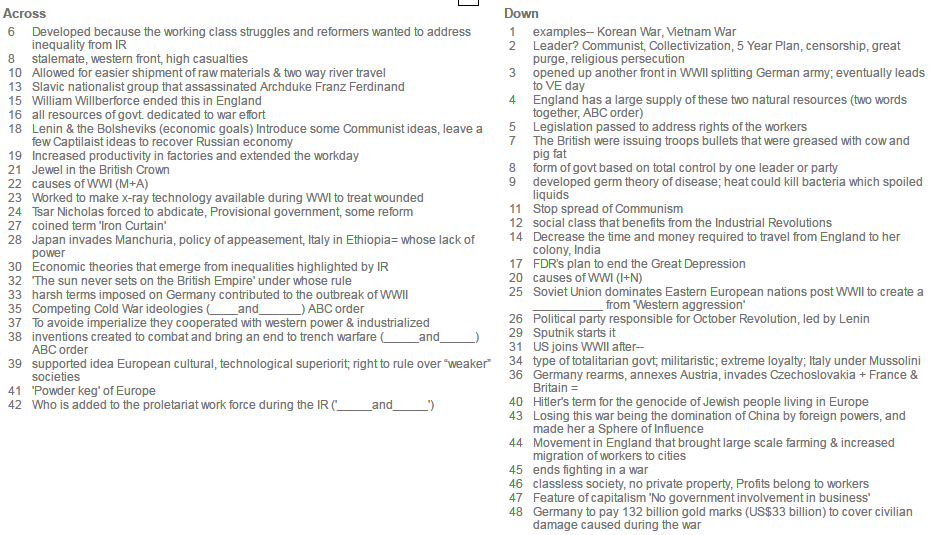 Across
6 Developed because the working class struggles and reformers wanted to address
inequality from IR
8 stalemate, western front, high casualties
10 Allowed for easier shipment of raw materials & two way river travel
13 Slavic nationalist group that assassinated Archduke Franz Ferdinand
15 William Willberforce ended this in England
16 all resources of govt. dedicated to war effort
18 Lenin & the Bolsheviks (economic goals) Introduce some Communist ideas, leave a
few Captilaist ideas to recover Russian economy
19 Increased productivity in factories and extended the workday
21 Jewel in the British Crown
22 causes of WWI (M+A)
23 Worked to make x-ray technology available during WWI to treat wounded
24 Tsar Nicholas forced to abdicate, Provisional government, some reform
27 coined term 'Iron Curtain'
28 Japan invades Manchuria, policy of appeasement, Italy in Ethiopia= whose lack of
power
30 Economic theories that emerge from inequalities highlighted by IR
32 'The sun never sets on the British Empire' under whose rule
33 harsh terms imposed on Germany contributed to the outbreak of WWII
35 Competing Cold War ideologies (____and______) ABC order
37 To avoide imperialize they cooperated with western power & industrialized
38 inventions created to combat and bring an end to trench warfare (_____and_____)
ABC order
39 supported idea European cultural, technological superiorit; right to rule over “weaker”
societies
41 'Powder keg' of Europe
42 Who is added to the proletariat work force during the IR ('_____and_____')
Down
1 examples-- Korean War, Vietnam War
2 Leader? Communist, Collectivization, 5 Year Plan, censorship, great
purge, religious persecution
3 opened up another front in WWII splitting German army; eventually leads
to VE day
4 England has a large supply of these two natural resources (two words
together, ABC order)
5 Legislation passed to address rights of the workers
7 The British were issuing troops bullets that were greased with cow and
pig fat
8 form of govt based on total control by one leader or party
9 developed germ theory of disease; heat could kill bacteria which spoiled
liquids
11 Stop spread of Communism
12 social class that benefits from the Industrial Revolutions
14 Decrease the time and money required to travel from England to her
colony, India
17 FDR's plan to end the Great Depression
20 causes of WWI (I+N)
25 Soviet Union dominates Eastern European nations post WWII to create a
__________ from 'Western aggression'
26 Political party responsible for October Revolution, led by Lenin
29 Sputnik starts it
31 US joins WWII after--
34 type of totalitarian govt; militaristic; extreme loyalty; Italy under Mussolini
36 Germany rearms, annexes Austria, invades Czechoslovakia + France &
Britain =
40 Hitler's term for the genocide of Jewish people living in Europe
43 Losing this war being the domination of China by foreign powers, and
made her a Sphere of Influence
44 Movement in England that brought large scale farming & increased
migration of workers to cities
45 ends fighting in a war
46 classless society, no private property, Profits belong to workers
47 Feature of capitalism 'No government involvement in business'
48 Germany to pay 132 billion gold marks (US$33 billion) to cover civilian
damage caused during the war